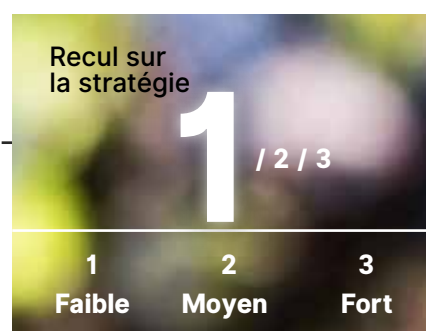 Recul sur
la stratégie
1 / 2 / 3
1 2 3
Faible Moyen Fort